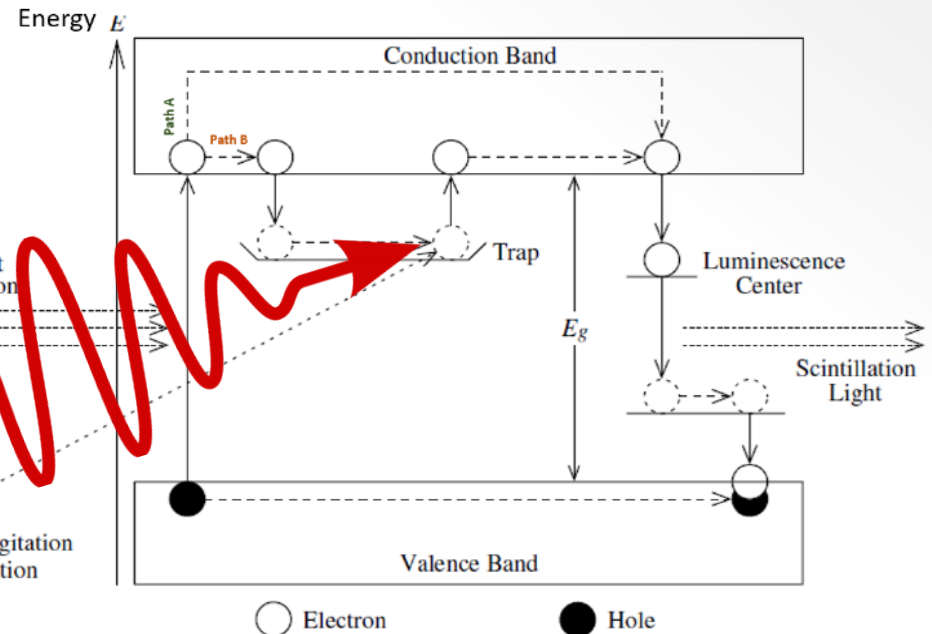 Energy E
Conduction Band
Path A
Path B
Trap
Luminescence
Center
Eg
Scintillation
Light
Valence Band
Electron
Hole